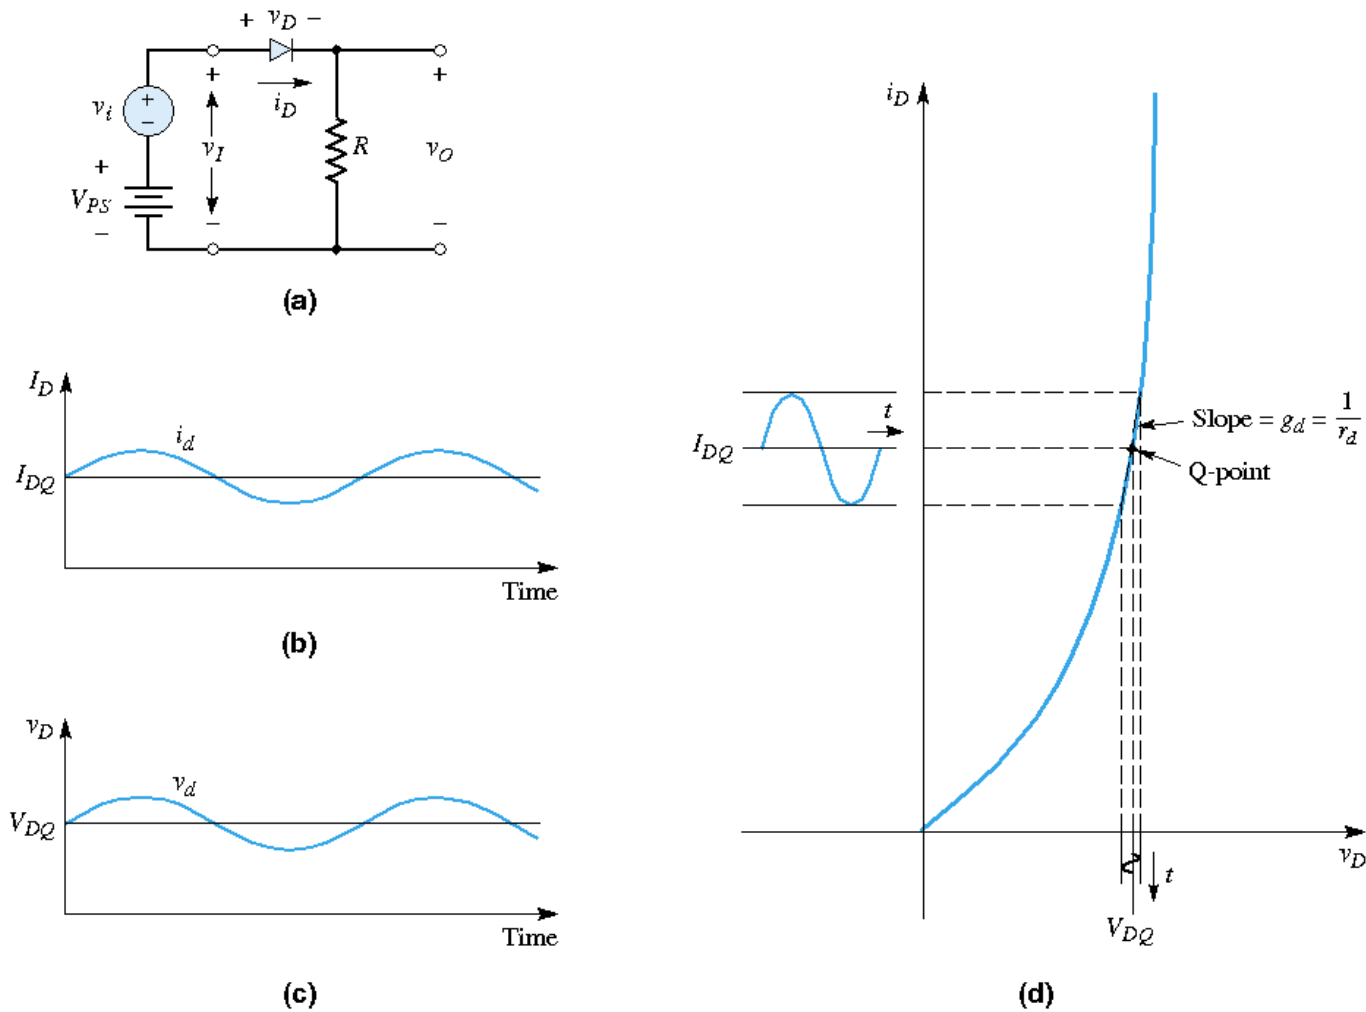 + v_D −
+
i_D
v_i
+
−
v_I
R
+
v_O
+
V_PS
−
−
−
(a)
I_D
i_d
I_DQ
Time
(b)
v_D
v_d
V_DQ
Time
(c)
i_D
t
I_DQ
Slope = g_d = 1/r_d
Q-point
v_D
t
V_DQ
(d)